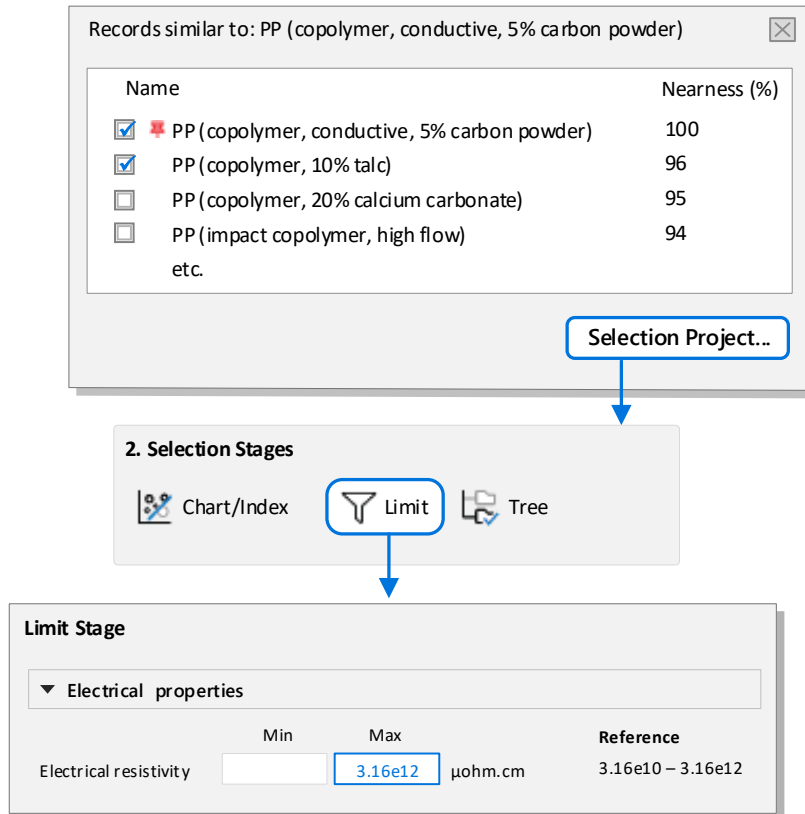 Records similar to: PP (copolymer, conductive, 5% carbon powder)
Name Nearness (%)
PP (copolymer, conductive, 5% carbon powder) 100
PP (copolymer, 10% talc) 96
PP (copolymer, 20% calcium carbonate) 95
PP (impact copolymer, high flow) 94
etc.
Selection Project...
2. Selection Stages
Chart/Index Limit Tree
Limit Stage
Electrical properties
Min Max Reference
Electrical resistivity 3.16e12 µohm.cm 3.16e10 – 3.16e12